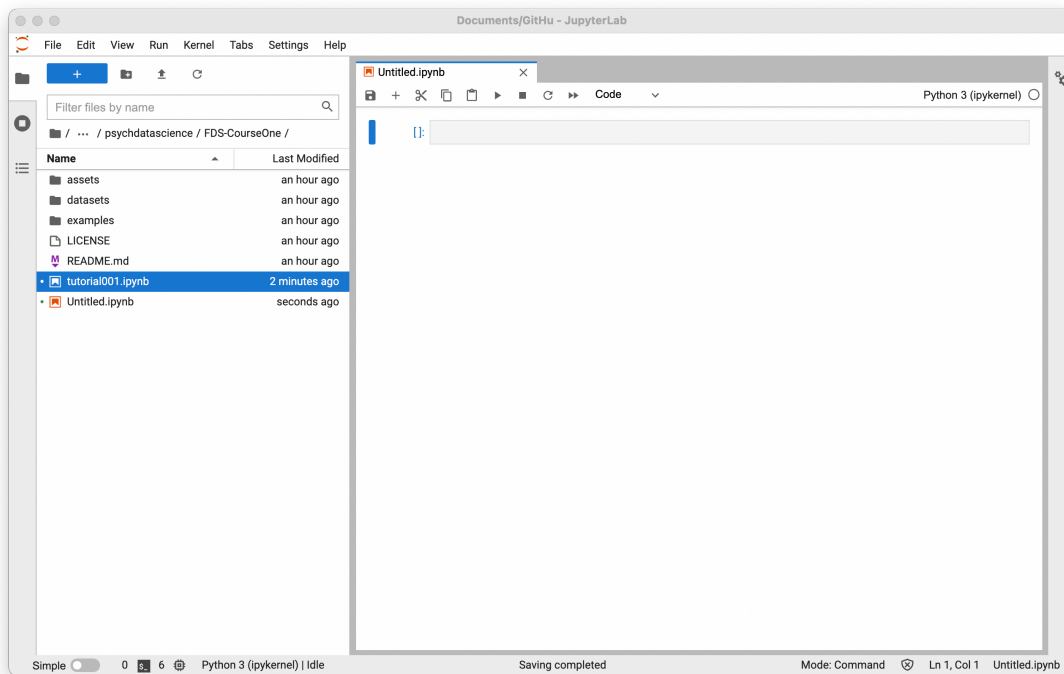 Documents/GitHu - JupyterLab
File Edit View Run Kernel Tabs Settings Help
+
Filter files by name
/ ··· / psychdatascience / FDS-CourseOne /
Name Last Modified
assets an hour ago
datasets an hour ago
examples an hour ago
LICENSE an hour ago
M README.md an hour ago
tutorial001.ipynb 2 minutes ago
Untitled.ipynb seconds ago
Untitled.ipynb
Code Python 3 (ipykernel)
[ ]:
Simple 0 $_ 6 Python 3 (ipykernel) | Idle Saving completed Mode: Command Ln 1, Col 1 Untitled.ipynb